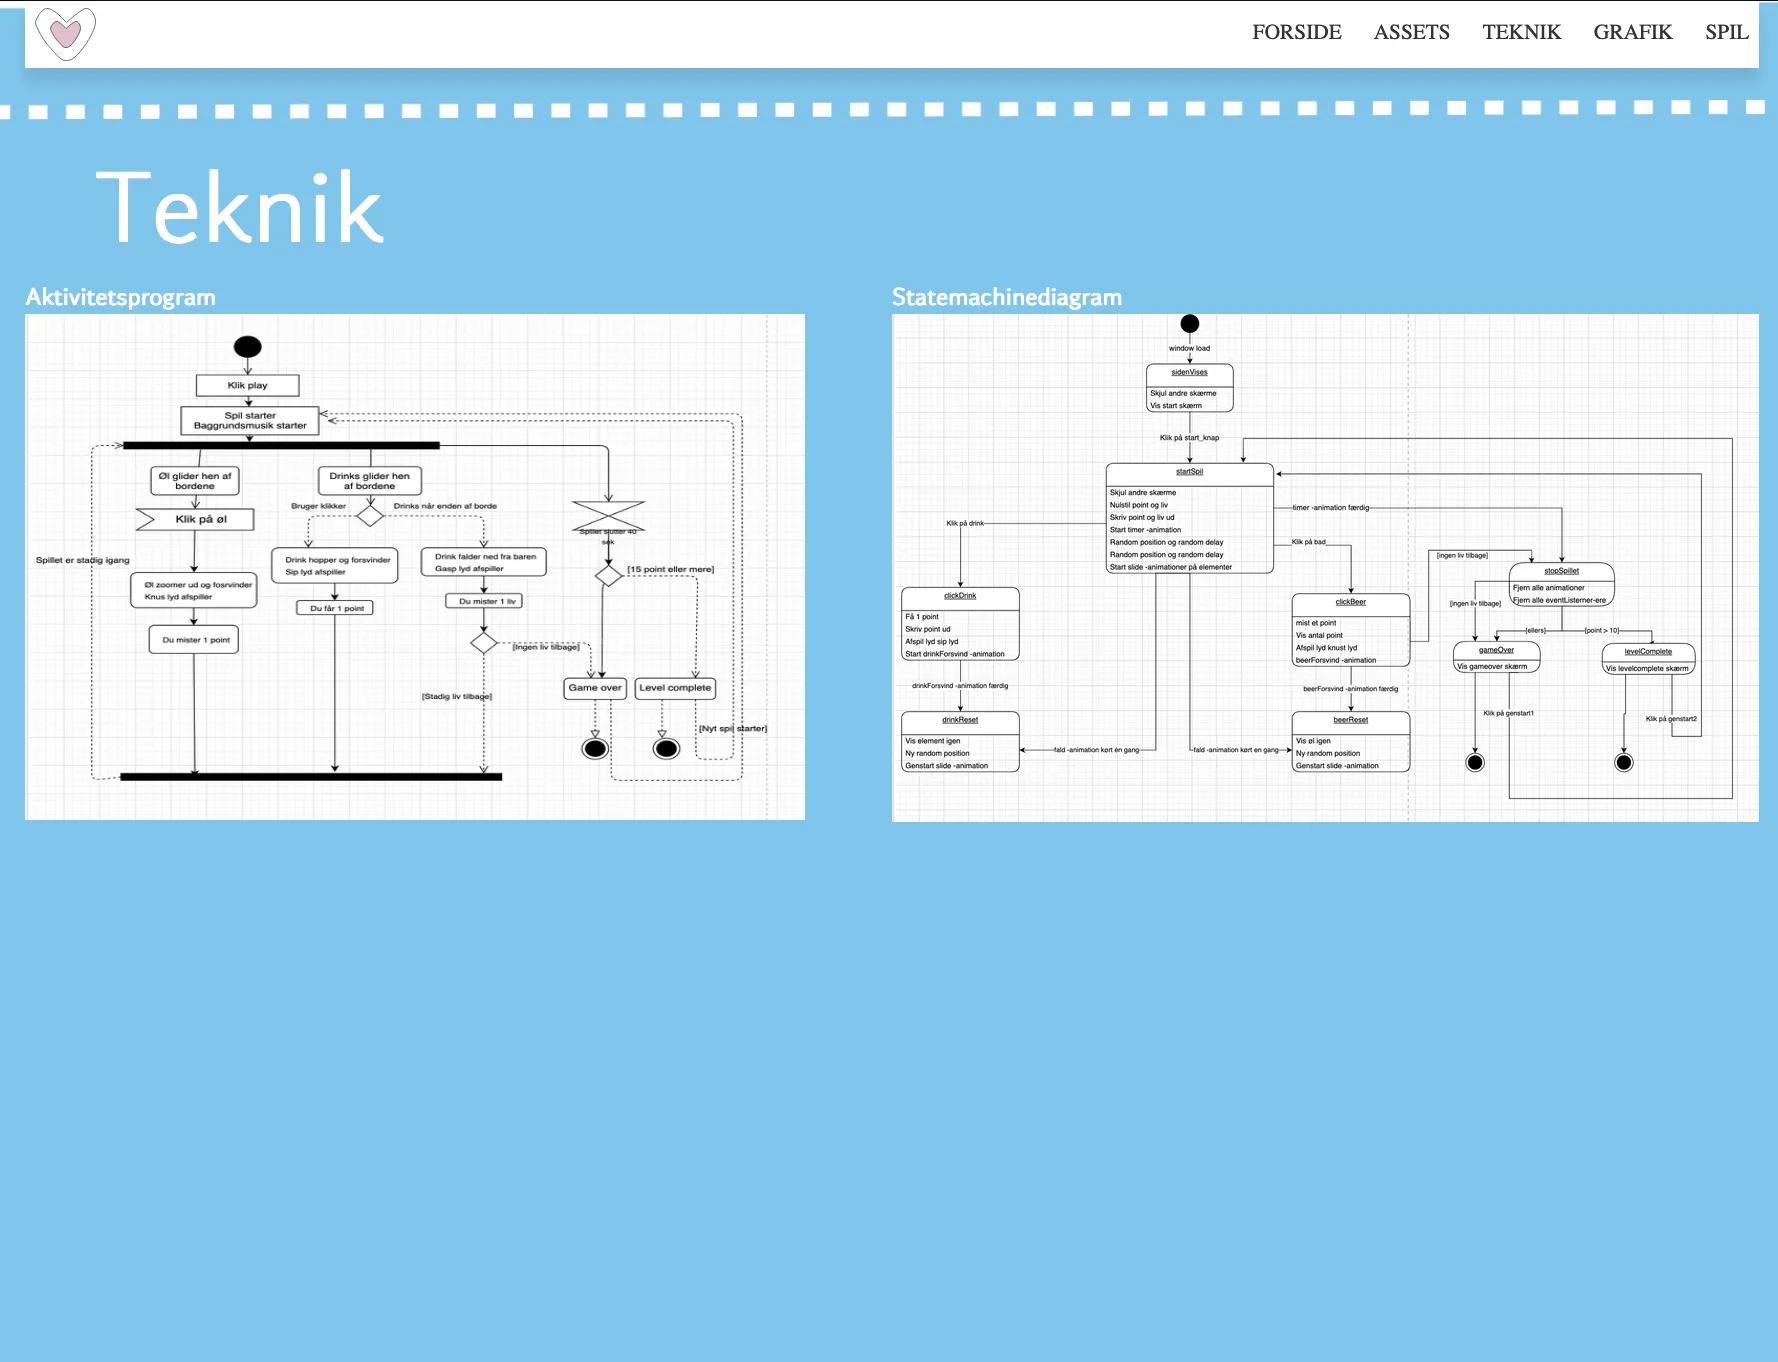 FORSIDE ASSETS TEKNIK GRAFIK SPIL
Teknik
Aktivitetsprogram
Klik play
Spil starter
Baggrundsmusik starter
Øl glider hen af
bordene
Drinks glider hen
af bordene
Bruger klikker
Drinks når enden af borde
Klik på øl
Spillet slutter 40
sek
Spillet er stadig igang
Drink hopper og forsvinder
Sip lyd afspiller
Drink falder ned fra baren
Gasp lyd afspiller
[15 point eller mere]
Øl zoomer ud og fosrvinder
Knus lyd afspiller
Du får 1 point
Du mister 1 liv
Du mister 1 point
[Ingen liv tilbage]
[Stadig liv tilbage]
Game over
Level complete
[Nyt spil starter]
Statemachinediagram
window load
sidenVises
Skjul andre skærme
Vis start skærm
Klik på start_knap
startSpil
Skjul andre skærme
Nulstil point og liv
Skriv point og liv ud
Start timer -animation
Random position og random delay
Random position og random delay
Start slide -animationer på elementer
Klik på drink
timer -animation færdig
Klik på bad
[ingen liv tilbage]
stopSpillet
Fjern alle animationer
Fjern alle eventListerner-ere
[ingen liv tilbage]
[ellers]
[point > 10]
clickDrink
Få 1 point
Skriv point ud
Afspil lyd sip lyd
Start drinkForsvind -animation
clickBeer
mist et point
Vis antal point
Afspil lyd knust lyd
beerForsvind -animation
gameOver
Vis gameover skærm
levelComplete
Vis levelcomplete skærm
drinkForsvind -animation færdig
beerForsvind -animation færdig
Klik på genstart1
Klik på genstart2
drinkReset
Vis element igen
Ny random position
Genstart slide -animation
fald -animation kørt én gang
fald -animation kørt en gang
beerReset
Vis øl igen
Ny random position
Genstart slide -animation